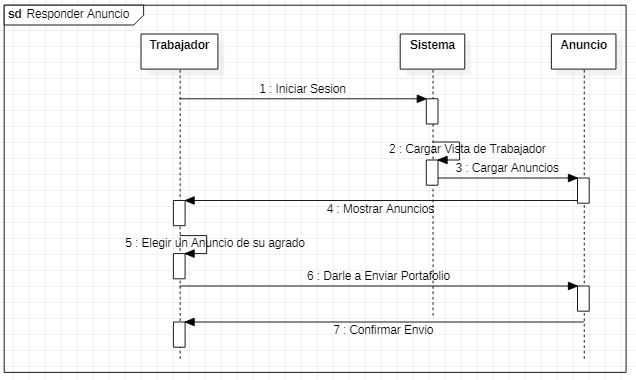 sd Responder Anuncio
Trabajador
Sistema
Anuncio
1 : Iniciar Sesion
2 : Cargar Vista de Trabajador
3 : Cargar Anuncios
4 : Mostrar Anuncios
5 : Elegir un Anuncio de su agrado
6 : Darle a Enviar Portafolio
7 : Confirmar Envio